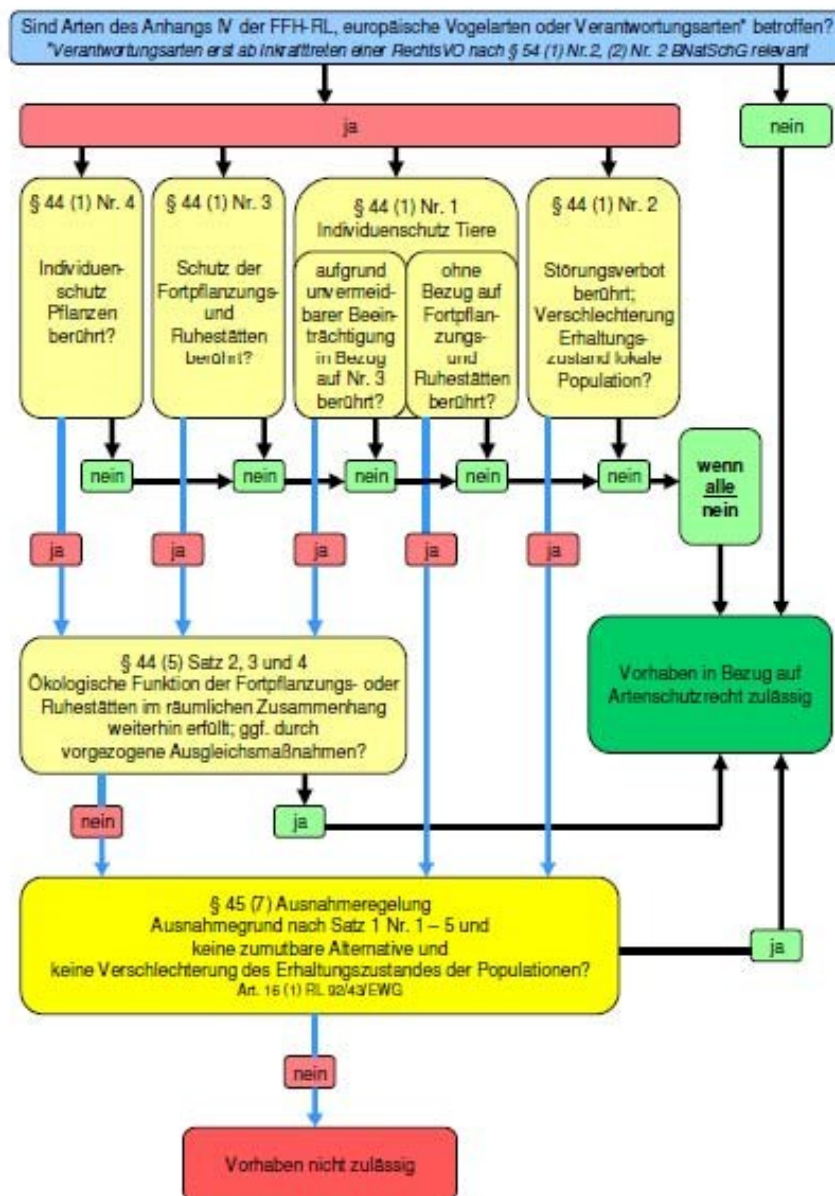 Sind Arten des Anhangs IV der FFH-RL, europäische Vogelarten oder Verantwortungsarten* betroffen?
*Verantwortungsarten erst ab Inkrafttreten einer RechtsVO nach § 54 (1) Nr.2, (2) Nr. 2 BNatSchG relevant
ja
nein
§ 44 (1) Nr. 4
Individuen-
schutz
Pflanzen
berührt?
§ 44 (1) Nr. 3
Schutz der
Fortpflanzungs-
und
Ruhestätten
berührt?
§ 44 (1) Nr. 1
Individuenschutz Tiere
aufgrund
unvermeid-
barer Beein-
trächtigung
in Bezug
auf Nr. 3
berührt?
ohne
Bezug auf
Fortpflan-
zungs-
und
Ruhestätten
berührt?
§ 44 (1) Nr. 2
Störungsverbot
berührt;
Verschlechterung
Erhaltungs-
zustand lokale
Population?
nein
nein
nein
nein
nein
wenn
alle
nein
ja
ja
ja
ja
ja
§ 44 (5) Satz 2, 3 und 4
Ökologische Funktion der Fortpflanzungs- oder
Ruhestätten im räumlichen Zusammenhang
weiterhin erfüllt; ggf. durch
vorgezogene Ausgleichsmaßnahmen?
Vorhaben in Bezug auf
Artenschutzrecht zulässig
nein
ja
§ 45 (7) Ausnahmeregelung
Ausnahmegrund nach Satz 1 Nr. 1 – 5 und
keine zumutbare Alternative und
keine Verschlechterung des Erhaltungszustandes der Populationen?
Art. 16 (1) RL 92/43/EWG
ja
nein
Vorhaben nicht zulässig